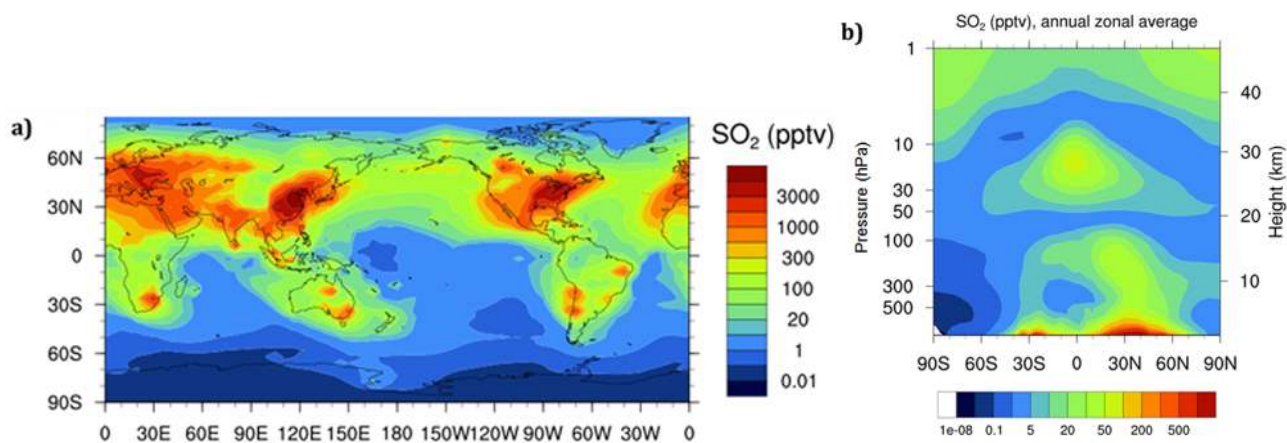 a)
SO₂ (pptv)
60N
30N
0
30S
60S
90S
0 30E 60E 90E 120E 150E 180 150W 120W 90W 60W 30W 0
3000
1000
300
100
20
1
0.01
b)
SO₂ (pptv), annual zonal average
Pressure (hPa)
1
10
30
50
100
300
500
Height (km)
40
30
20
10
90S 60S 30S 0 30N 60N 90N
1e-08 0.1 5 20 50 200 500